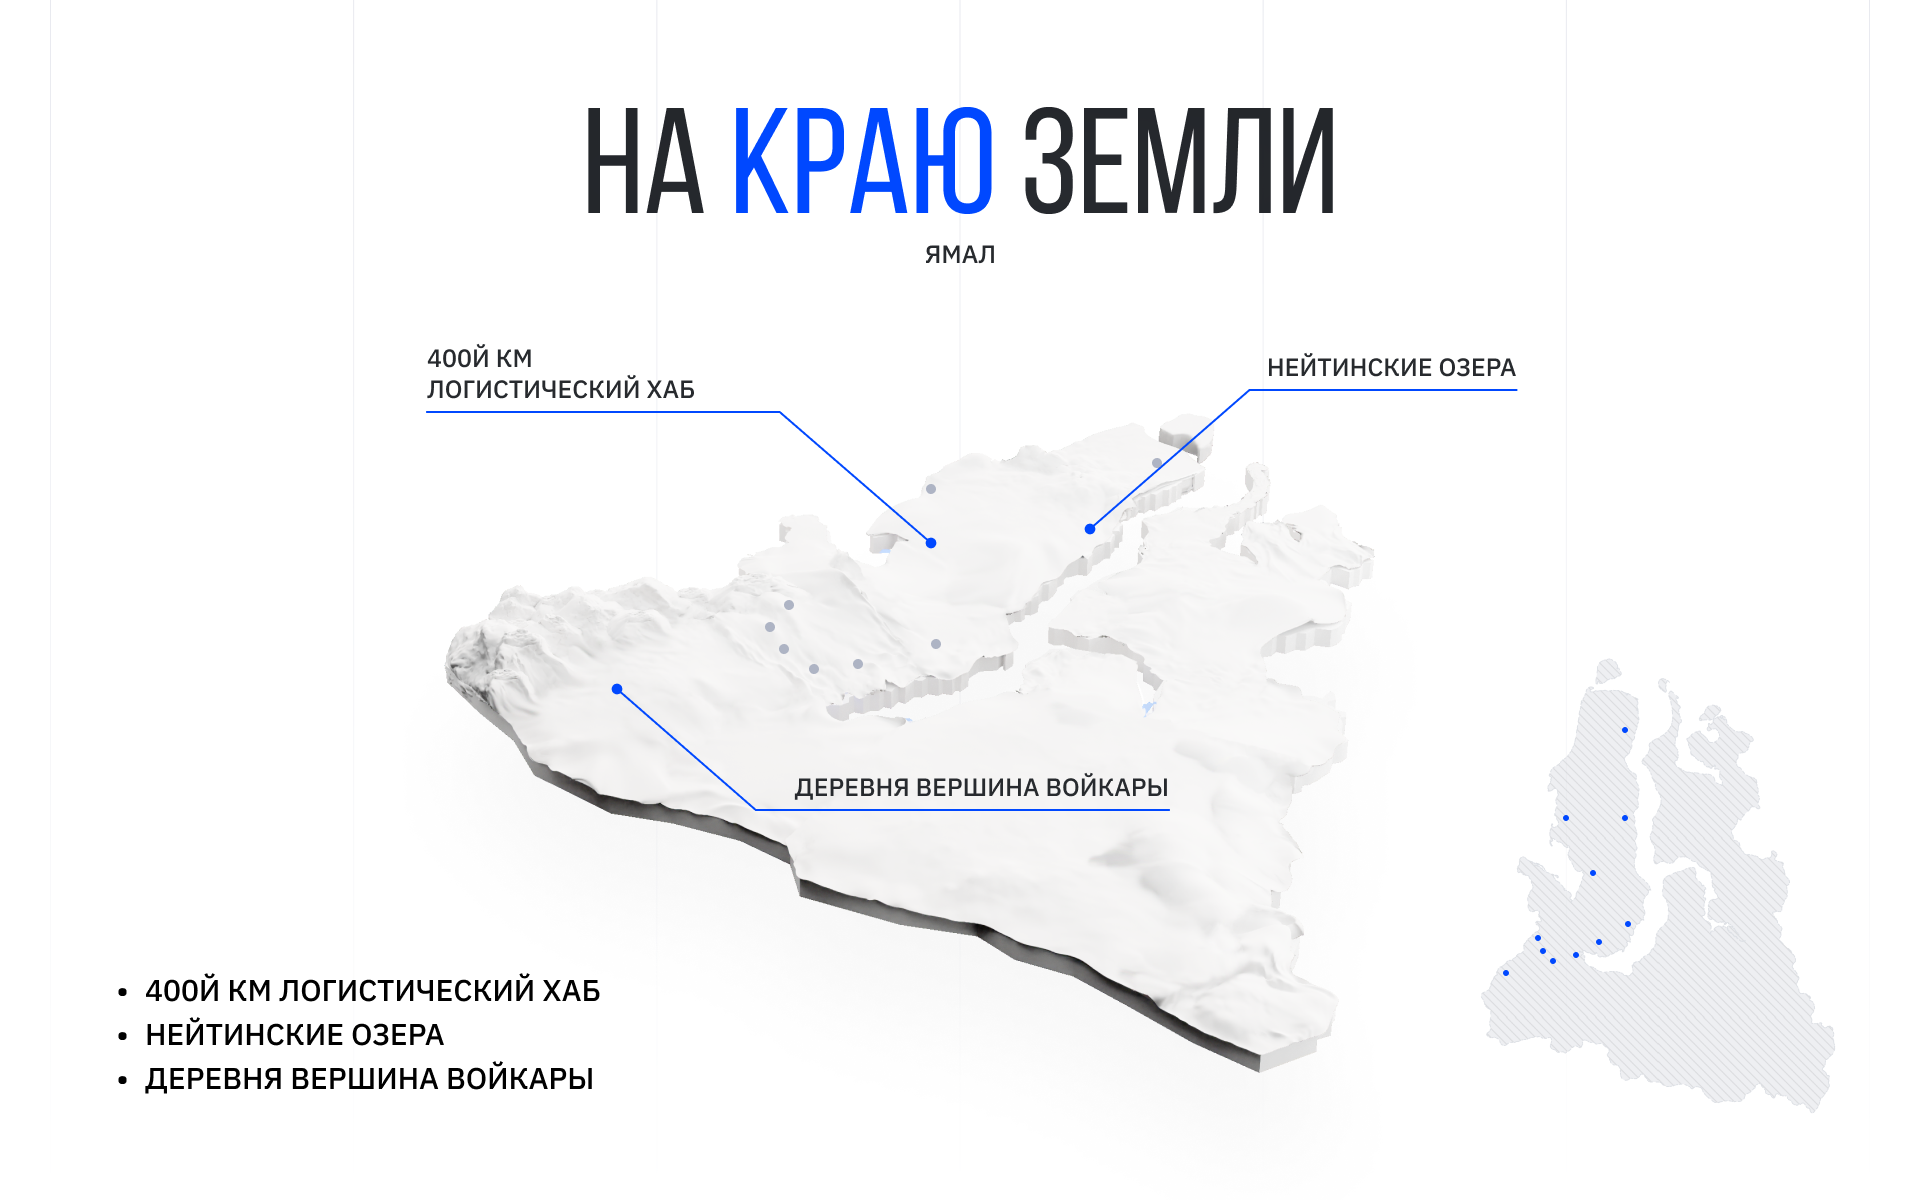 НА КРАЮ ЗЕМЛИ
ЯМАЛ
400Й КМ
ЛОГИСТИЧЕСКИЙ ХАБ
НЕЙТИНСКИЕ ОЗЕРА
ДЕРЕВНЯ ВЕРШИНА ВОЙКАРЫ
• 400Й КМ ЛОГИСТИЧЕСКИЙ ХАБ
• НЕЙТИНСКИЕ ОЗЕРА
• ДЕРЕВНЯ ВЕРШИНА ВОЙКАРЫ